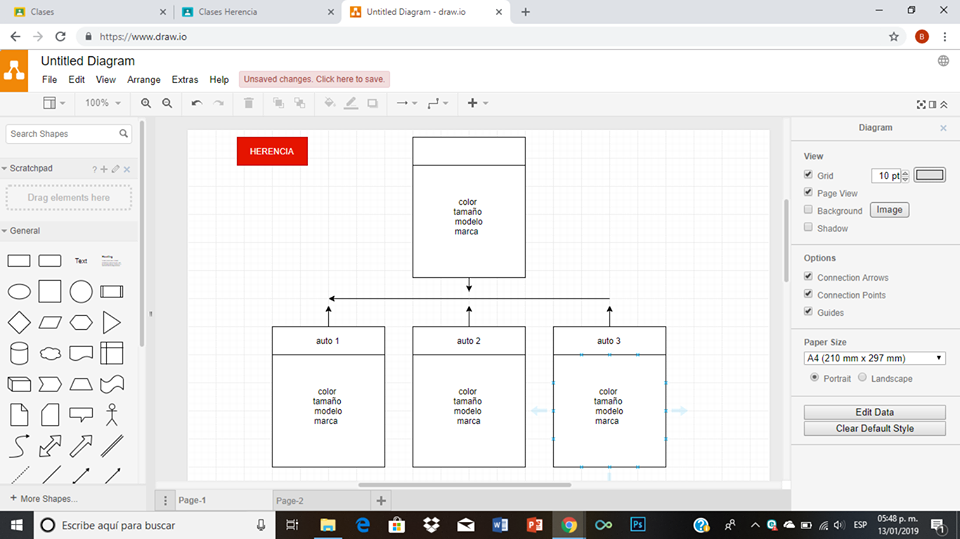 Clases
Clases Herencia
Untitled Diagram - draw.io
https://www.draw.io
B
Untitled Diagram
File Edit View Arrange Extras Help
Unsaved changes. Click here to save.
100%
Search Shapes
Scratchpad
?
Drag elements here
General
Text
Heading
More Shapes...
HERENCIA
color
tamaño
modelo
marca
auto 1
color
tamaño
modelo
marca
auto 2
color
tamaño
modelo
marca
auto 3
color
tamaño
modelo
marca
Page-1
Page-2
Diagram
View
Grid
10 pt
Page View
Background
Image
Shadow
Options
Connection Arrows
Connection Points
Guides
Paper Size
A4 (210 mm x 297 mm)
Portrait
Landscape
Edit Data
Clear Default Style
Escribe aquí para buscar
ESP
05:48 p. m.
13/01/2019
1